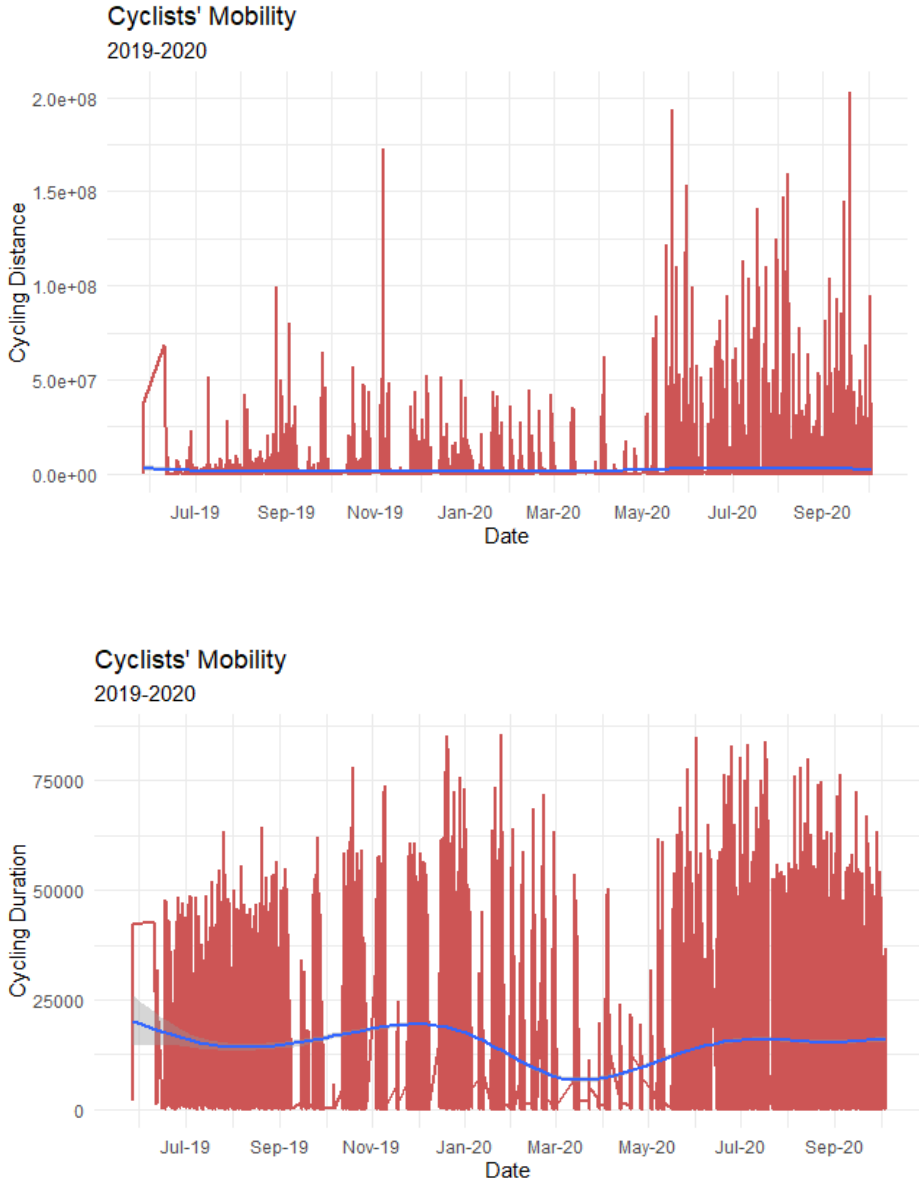 Cyclists' Mobility
2019-2020
2.0e+08
1.5e+08
1.0e+08
5.0e+07
0.0e+00
Cycling Distance
Jul-19 Sep-19 Nov-19 Jan-20 Mar-20 May-20 Jul-20 Sep-20
Date
Cyclists' Mobility
2019-2020
75000
50000
25000
0
Cycling Duration
Jul-19 Sep-19 Nov-19 Jan-20 Mar-20 May-20 Jul-20 Sep-20
Date